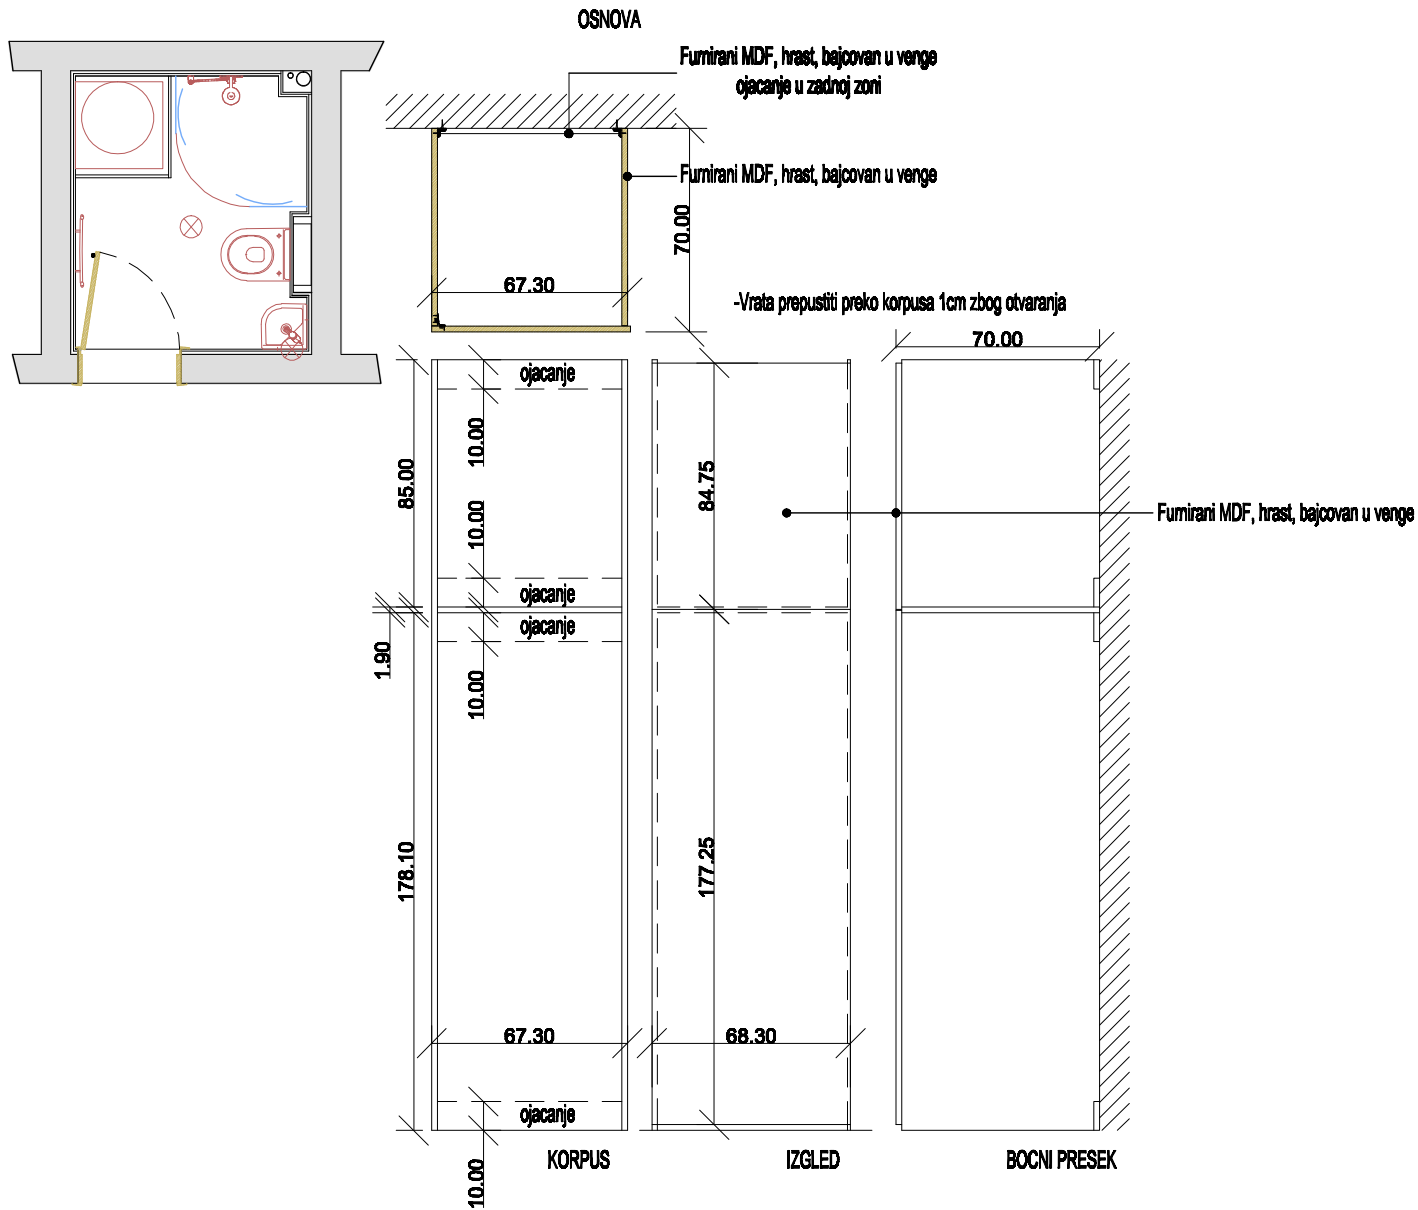 OSNOVA
Furnirani MDF, hrast, bajcovan u venge
ojacanje u zadnoj zoni
Furnirani MDF, hrast, bajcovan u venge
70.00
67.30
-Vrata prepustiti preko korpusa 1cm zbog otvaranja
70.00
ojacanje
10.00
85.00
84.75
10.00
Furnirani MDF, hrast, bajcovan u venge
ojacanje
ojacanje
1.90
10.00
178.10
177.25
67.30
68.30
ojacanje
10.00
KORPUS
IZGLED
BOCNI PRESEK